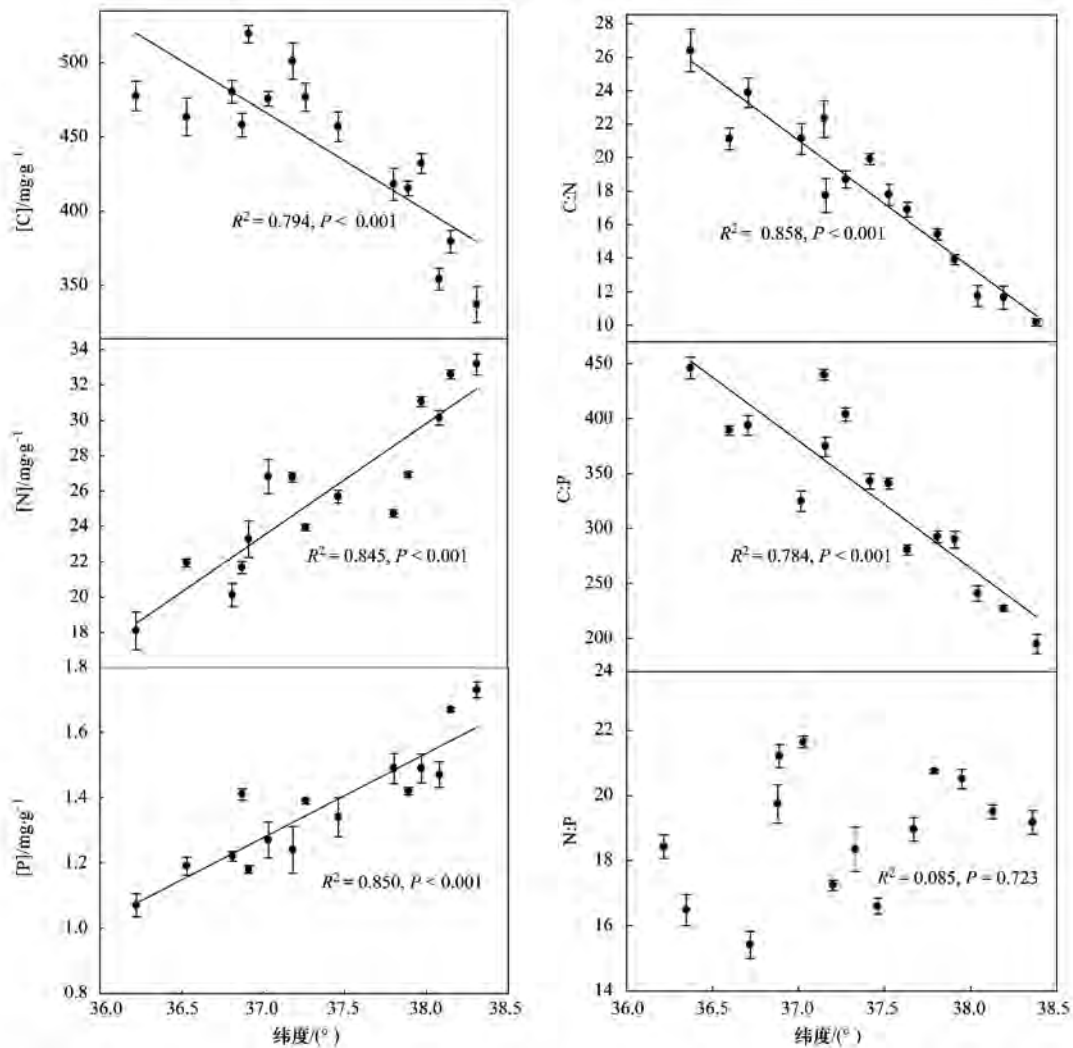 500
450
400
350
[C]/mg·g⁻¹
R² = 0.794, P < 0.001
34
32
30
28
26
24
22
20
18
1.8
[N]/mg·g⁻¹
R² = 0.845, P < 0.001
1.6
1.4
1.2
1.0
0.8
[P]/mg·g⁻¹
R² = 0.850, P < 0.001
36.0 36.5 37.0 37.5 38.0 38.5
纬度/(°)
28
26
24
22
20
18
16
14
12
10
C:N
R² = 0.858, P < 0.001
450
400
350
300
250
200
24
C:P
R² = 0.784, P < 0.001
22
20
18
16
14
N:P
R² = 0.085, P = 0.723
36.0 36.5 37.0 37.5 38.0 38.5
纬度/(°)